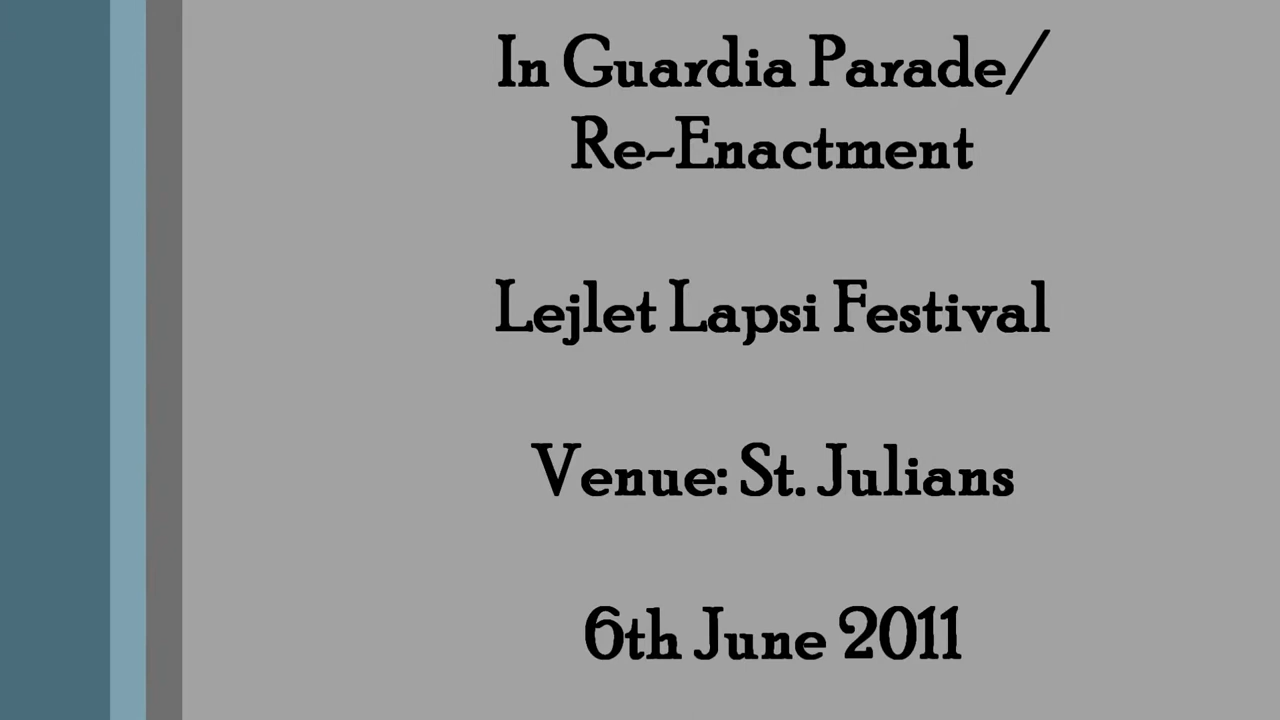 In Guardia Parade/
Re-Enactment
Lejlet Lapsi Festival
Venue: St. Julians
6th June 2011